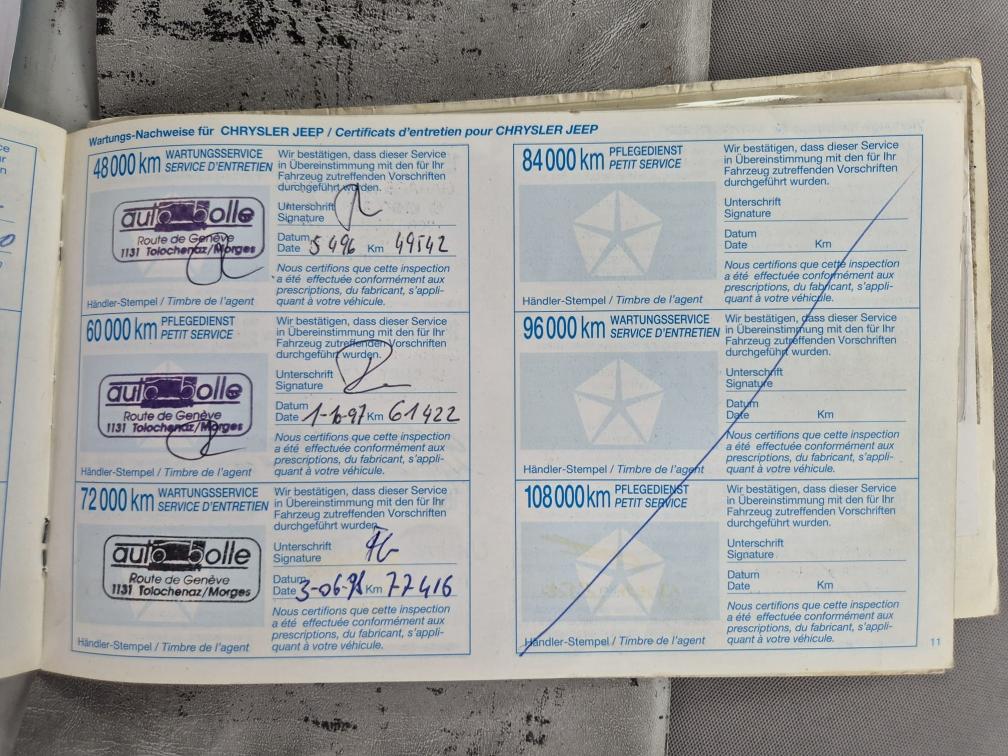 Wartungs-Nachweise für CHRYSLER JEEP / Certificats d'entretien pour CHRYSLER JEEP
48000 km WARTUNGSSERVICE
SERVICE D'ENTRETIEN
Wir bestätigen, dass dieser Service
in Übereinstimmung mit den für Ihr
Fahrzeug zutreffenden Vorschriften
durchgeführt wurden.
auto Bolle
Route de Genève
1131 Tolochenaz/Morges
Unterschrift
Signature
Datum
Date 5 4 96 Km 49542
Nous certifions que cette inspection
a été effectuée conformément aux
prescriptions, du fabricant, s'appli-
quant à votre véhicule.
Händler-Stempel / Timbre de l'agent
60000 km PFLEGEDIENST
PETIT SERVICE
Wir bestätigen, dass dieser Service
in Übereinstimmung mit den für Ihr
Fahrzeug zutreffenden Vorschriften
durchgeführt wurden.
auto Bolle
Route de Genève
1131 Tolochenaz/Morges
Unterschrift
Signature
Datum
Date 1-10-97 Km 61422
Nous certifions que cette inspection
a été effectuée conformément aux
prescriptions, du fabricant, s'appli-
quant à votre véhicule.
Händler-Stempel / Timbre de l'agent
72000 km WARTUNGSSERVICE
SERVICE D'ENTRETIEN
Wir bestätigen, dass dieser Service
in Übereinstimmung mit den für Ihr
Fahrzeug zutreffenden Vorschriften
durchgeführt wurden.
auto Bolle
Route de Genève
1131 Tolochenaz/Morges
Unterschrift
Signature
Datum
Date 3-06-98 Km 77416
Nous certifions que cette inspection
a été effectuée conformément aux
prescriptions, du fabricant, s'appli-
quant à votre véhicule.
Händler-Stempel / Timbre de l'agent
84000 km PFLEGEDIENST
PETIT SERVICE
Wir bestätigen, dass dieser Service
in Übereinstimmung mit den für Ihr
Fahrzeug zutreffenden Vorschriften
durchgeführt wurden.
Unterschrift
Signature
Datum
Date Km
Nous certifions que cette inspection
a été effectuée conformément aux
prescriptions, du fabricant, s'appli-
quant à votre véhicule.
Händler-Stempel / Timbre de l'agent
96000 km WARTUNGSSERVICE
SERVICE D'ENTRETIEN
Wir bestätigen, dass dieser Service
in Übereinstimmung mit den für Ihr
Fahrzeug zutreffenden Vorschriften
durchgeführt wurden.
Unterschrift
Signature
Datum
Date Km
Nous certifions que cette inspection
a été effectuée conformément aux
prescriptions, du fabricant, s'appli-
quant à votre véhicule.
Händler-Stempel / Timbre de l'agent
108000 km PFLEGEDIENST
PETIT SERVICE
Wir bestätigen, dass dieser Service
in Übereinstimmung mit den für Ihr
Fahrzeug zutreffenden Vorschriften
durchgeführt wurden.
Unterschrift
Signature
Datum
Date Km
Nous certifions que cette inspection
a été effectuée conformément aux
prescriptions, du fabricant, s'appli-
quant à votre véhicule.
Händler-Stempel / Timbre de l'agent
11